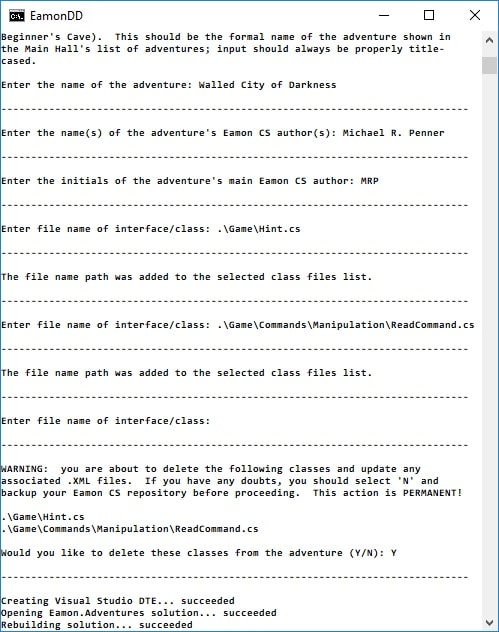 EamonDD
Beginner's Cave).  This should be the formal name of the adventure shown in
the Main Hall's list of adventures; input should always be properly title-
cased.
Enter the name of the adventure: Walled City of Darkness
------------------------------------------------------------------------------
Enter the name(s) of the adventure's Eamon CS author(s): Michael R. Penner
------------------------------------------------------------------------------
Enter the initials of the adventure's main Eamon CS author: MRP
------------------------------------------------------------------------------
Enter file name of interface/class: .\Game\Hint.cs
------------------------------------------------------------------------------
The file name path was added to the selected class files list.
------------------------------------------------------------------------------
Enter file name of interface/class: .\Game\Commands\Manipulation\ReadCommand.cs
------------------------------------------------------------------------------
The file name path was added to the selected class files list.
------------------------------------------------------------------------------
Enter file name of interface/class:
------------------------------------------------------------------------------
WARNING:  you are about to delete the following classes and update any
associated .XML files.  If you have any doubts, you should select 'N' and
backup your Eamon CS repository before proceeding.  This action is PERMANENT!
.\Game\Hint.cs
.\Game\Commands\Manipulation\ReadCommand.cs
Would you like to delete these classes from the adventure (Y/N): Y
------------------------------------------------------------------------------
Creating Visual Studio DTE... succeeded
Opening Eamon.Adventures solution... succeeded
Rebuilding solution... succeeded